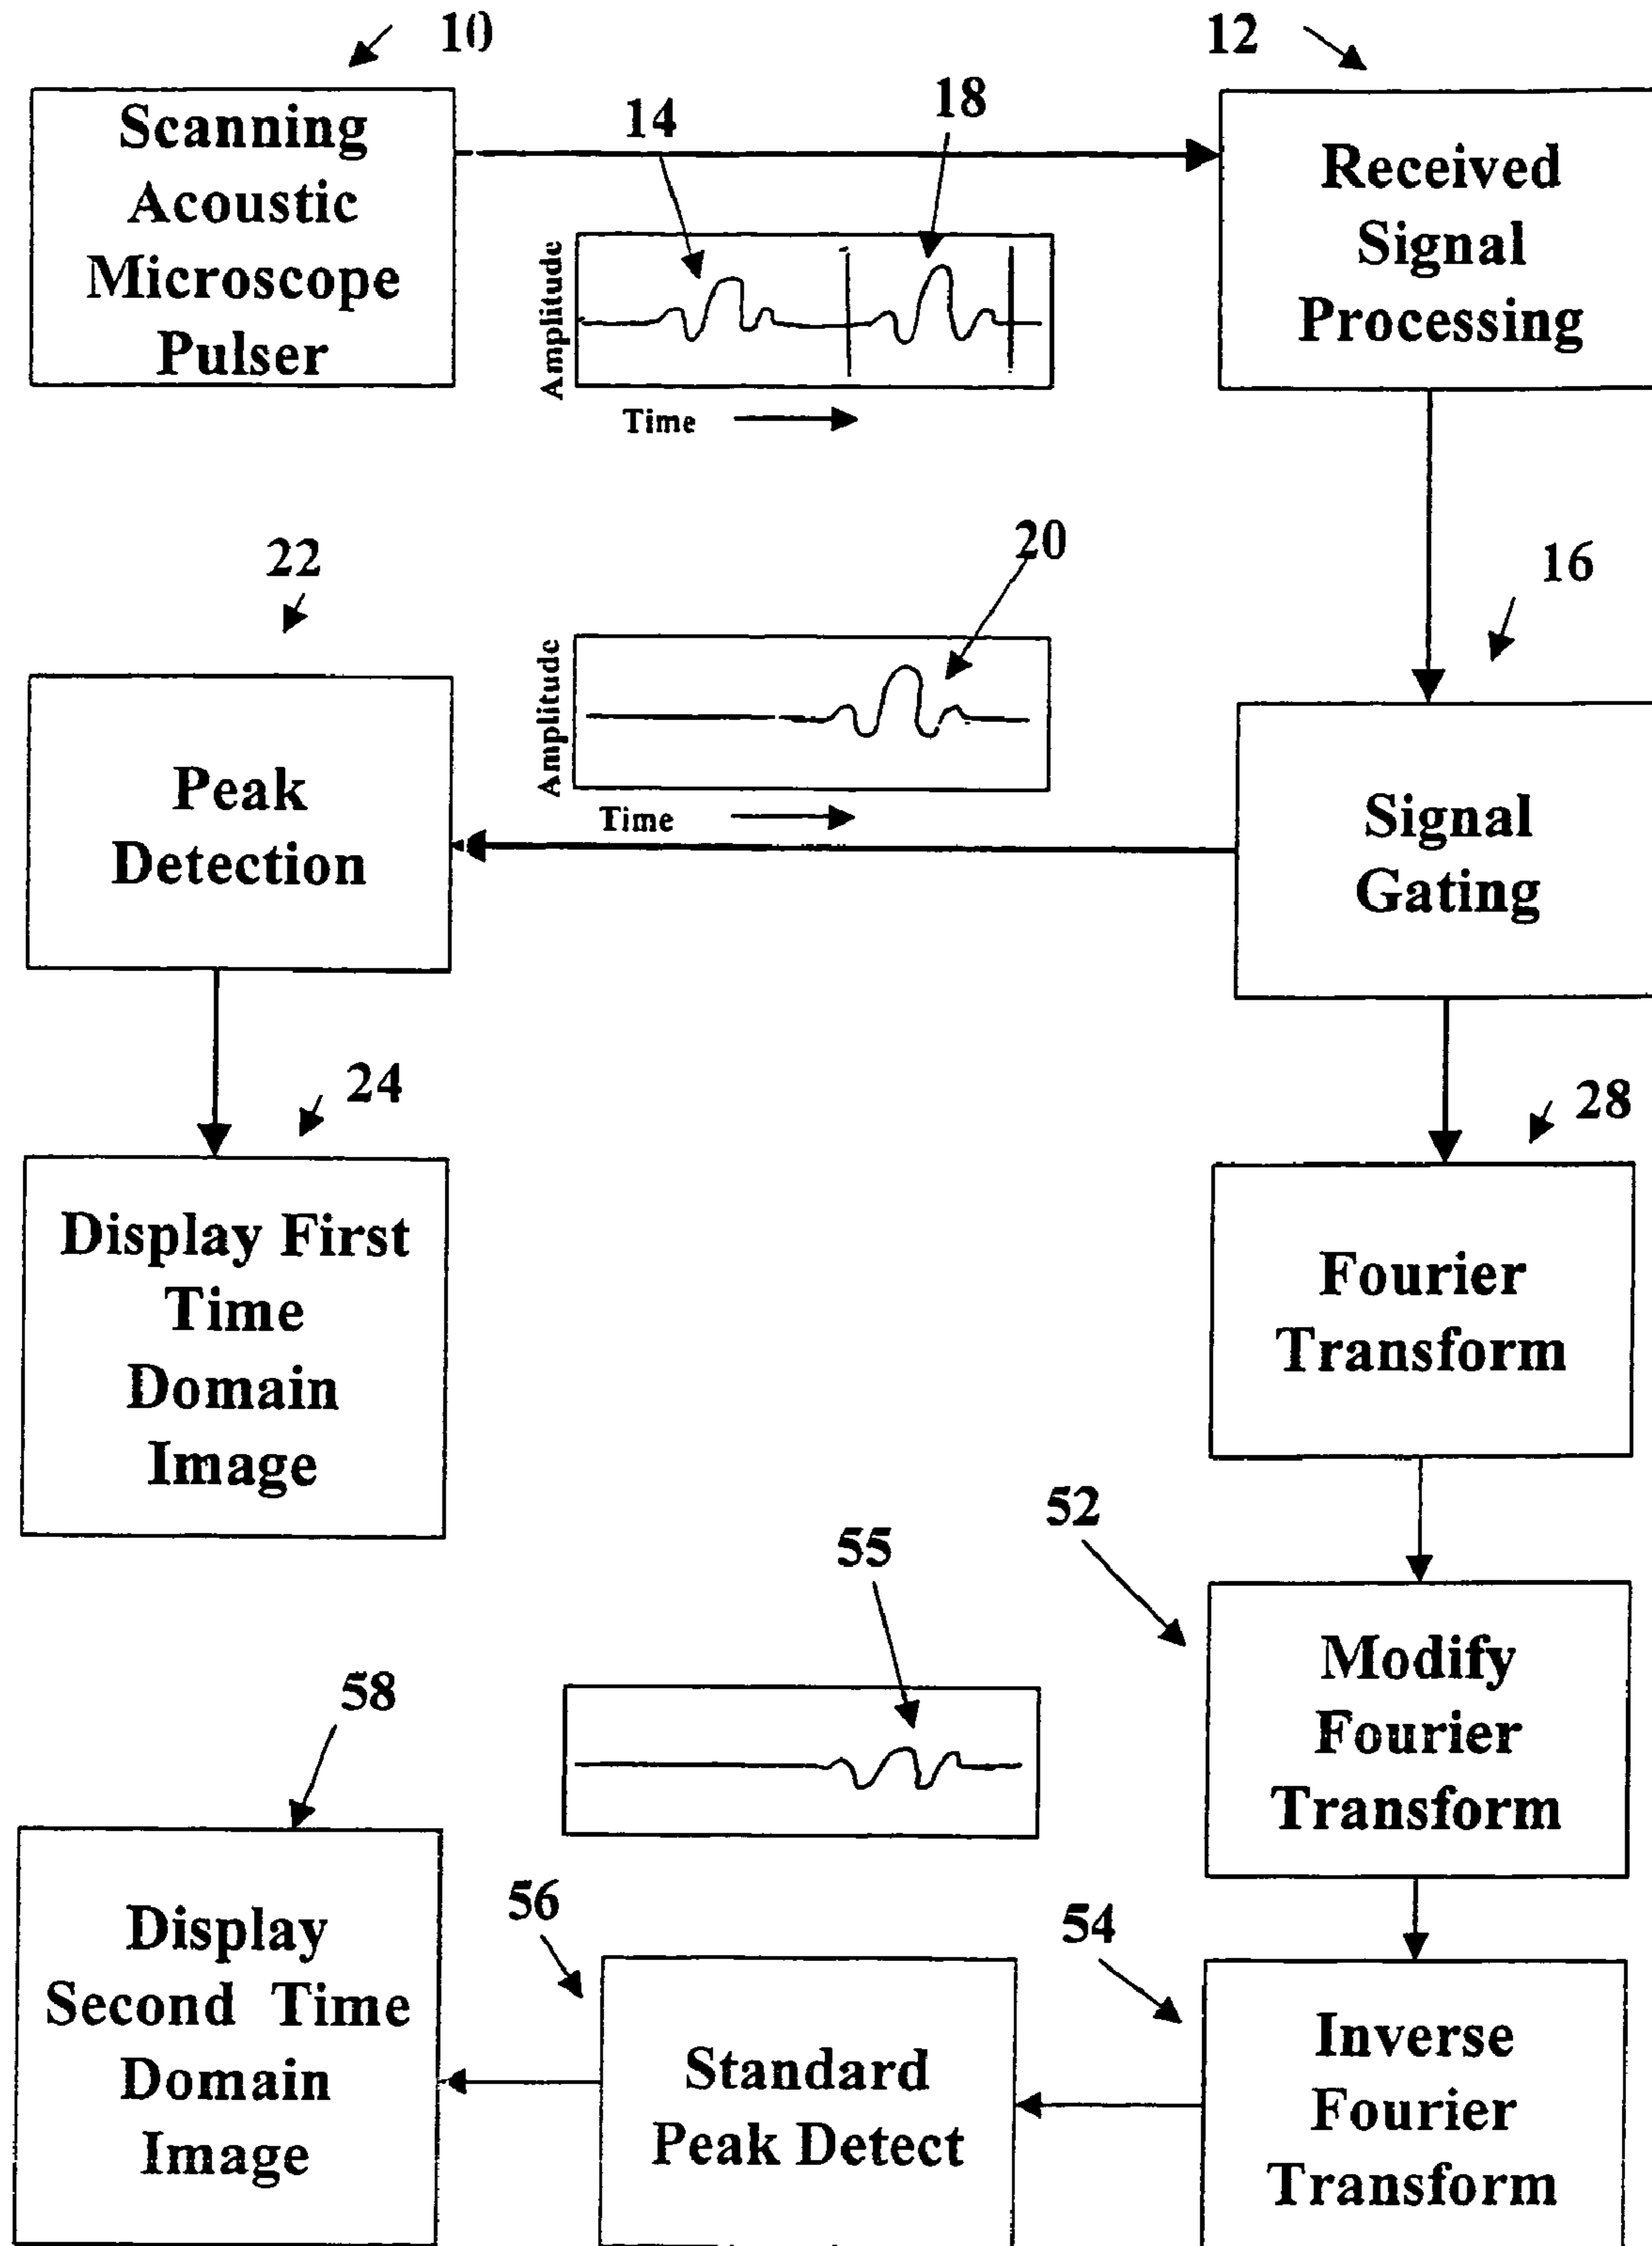 10
12
Scanning
Acoustic
Microscope
Pulser
14
18
Amplitude
Time
Received
Signal
Processing
22
20
16
Peak
Detection
Amplitude
Time
Signal
Gating
24
28
Display First
Time
Domain
Image
Fourier
Transform
52
55
Modify
Fourier
Transform
58
56
54
Display
Second Time
Domain
Image
Standard
Peak Detect
Inverse
Fourier
Transform